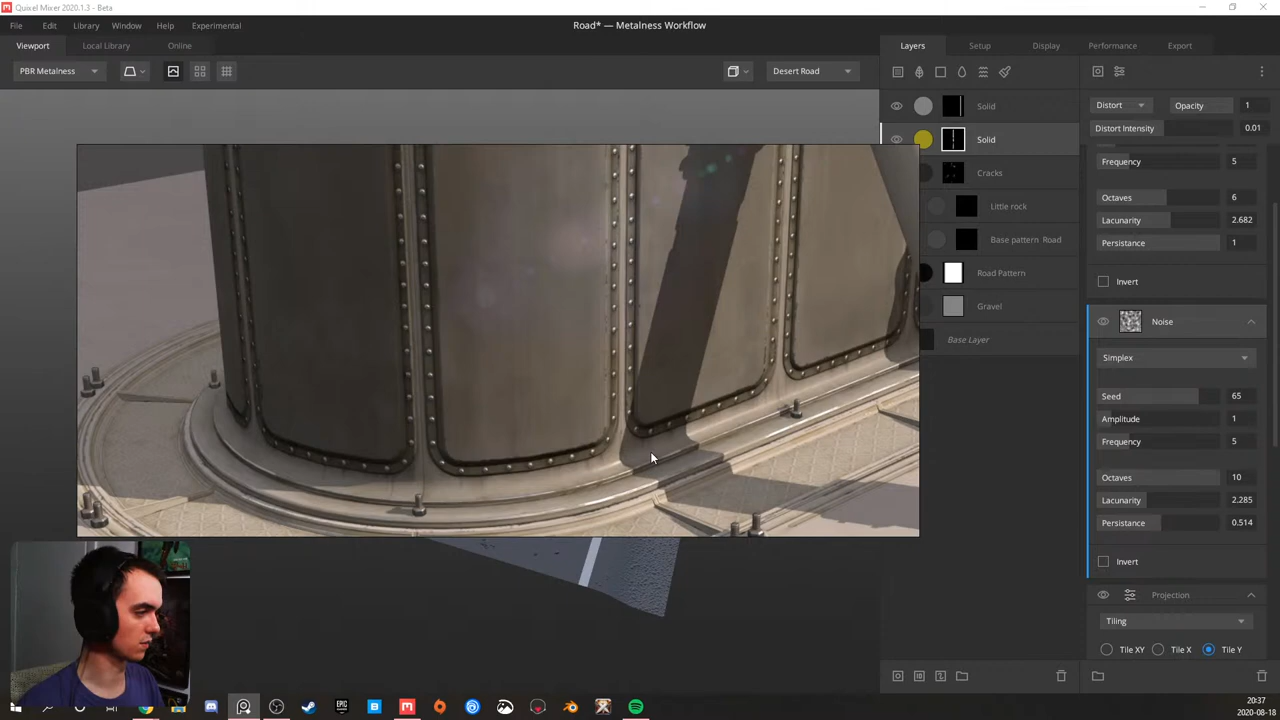 Quixel Mixer 2020.1.3 - Beta
File Edit Library Window Help Experimental
Road* — Metalness Workflow
Viewport Local Library Online
Layers Setup Display Performance Export
PBR Metalness
Desert Road
Solid
Solid
Cracks
Little rock
Base pattern Road
Road Pattern
Gravel
Base Layer
Distort Opacity 1
Distort Intensity 0.01
Frequency 5
Octaves 6
Lacunarity 2.682
Persistance 1
Invert
Noise
Simplex
Seed 65
Amplitude 1
Frequency 5
Octaves 10
Lacunarity 2.285
Persistance 0.514
Invert
Projection
Tiling
Tile XY Tile X Tile Y
EPIC
20:37
2020-08-18